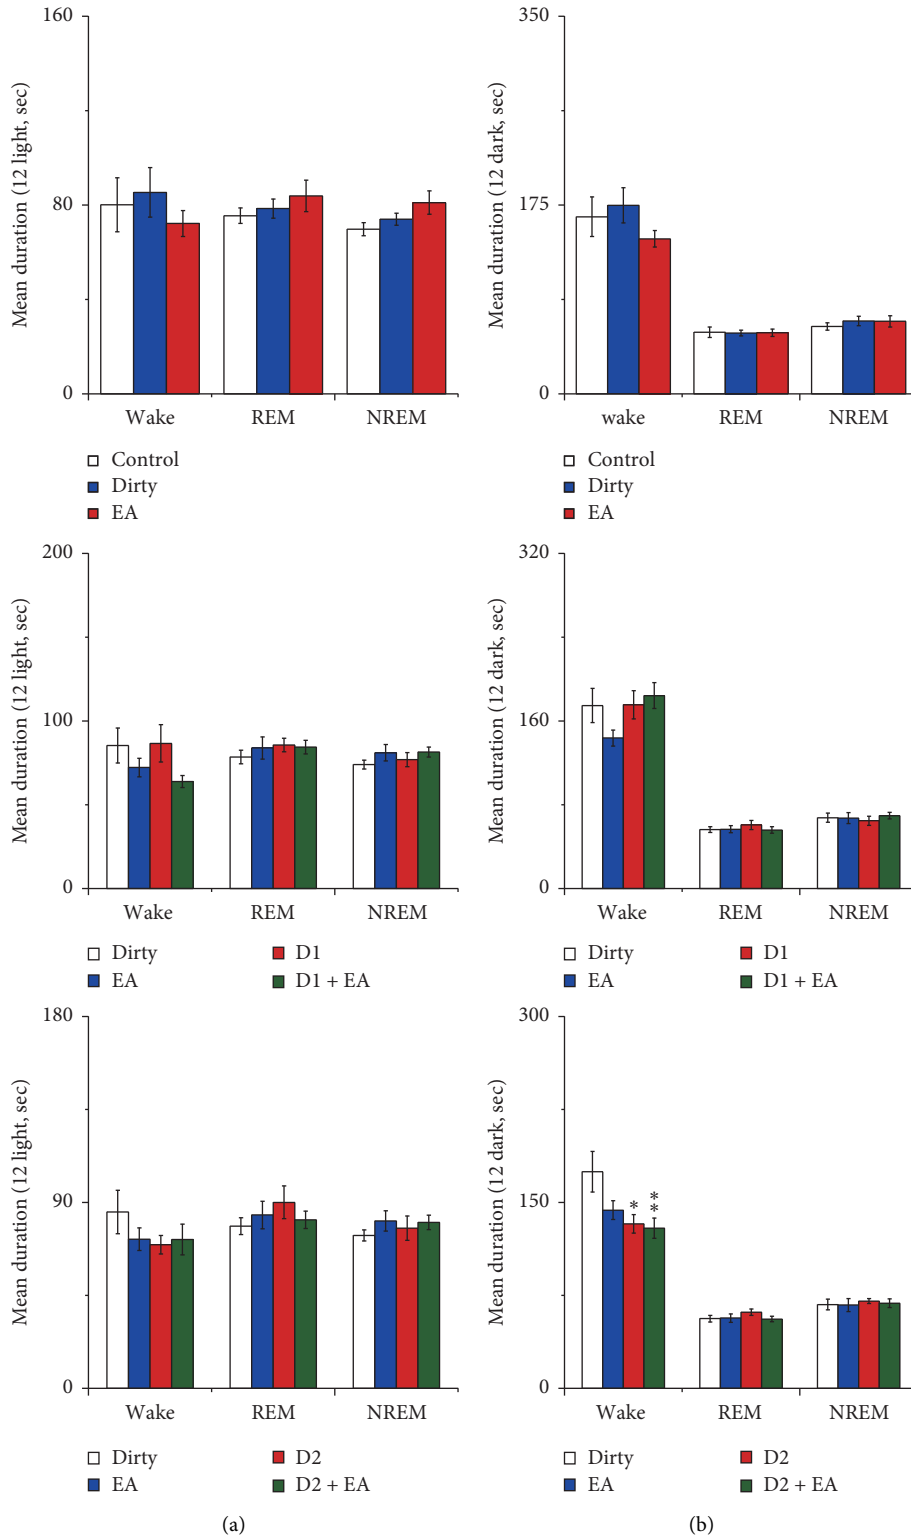 160
80
0
Mean duration (12 light, sec)
Wake REM NREM
Control
Dirty
EA
350
175
0
Mean duration (12 dark, sec)
wake REM NREM
Control
Dirty
EA
200
100
0
Mean duration (12 light, sec)
Wake REM NREM
Dirty D1
EA D1 + EA
320
160
0
Mean duration (12 dark, sec)
Wake REM NREM
Dirty D1
EA D1 + EA
180
90
0
Mean duration (12 light, sec)
Wake REM NREM
Dirty D2
EA D2 + EA
(a)
300
150
0
Mean duration (12 dark, sec)
* **
Wake REM NREM
Dirty D2
EA D2 + EA
(b)